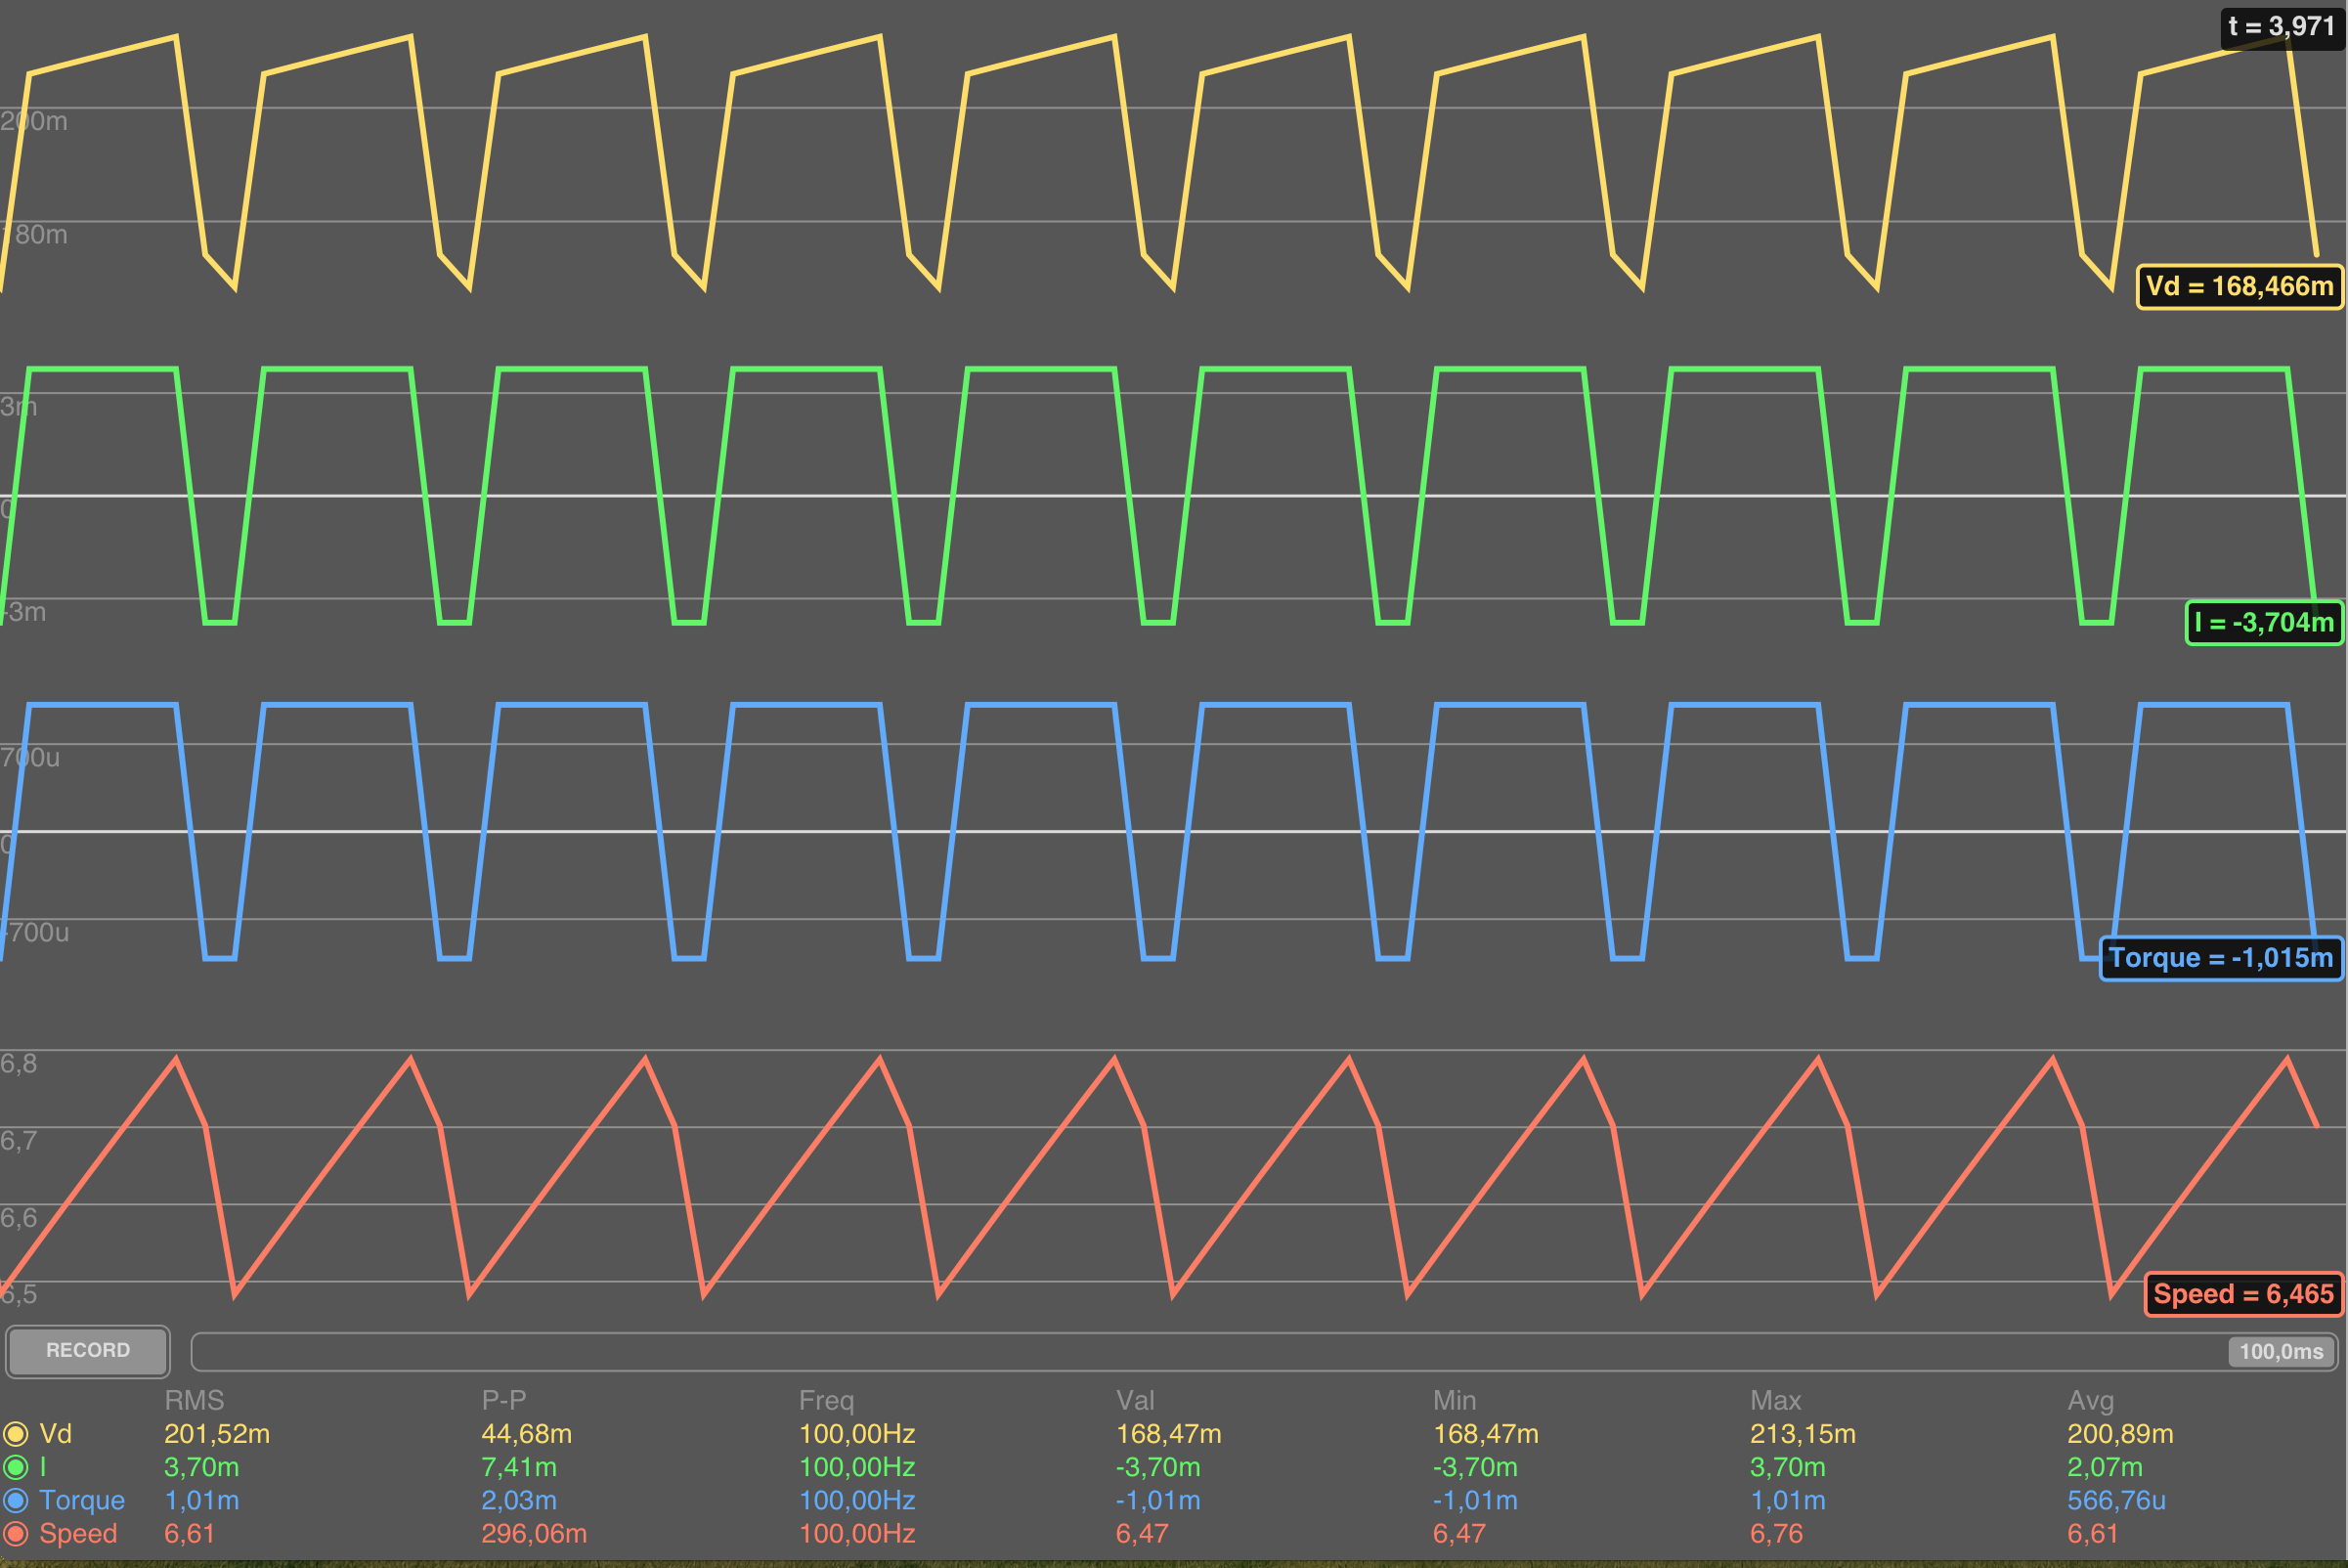 t = 3,971
200m
180m
Vd = 168,466m
3m
0
-3m
I = -3,704m
700u
0
-700u
Torque = -1,015m
6,8
6,7
6,6
6,5
Speed = 6,465
RECORD
100,0ms
RMS P-P Freq Val Min Max Avg
Vd 201,52m 44,68m 100,00Hz 168,47m 168,47m 213,15m 200,89m
I 3,70m 7,41m 100,00Hz -3,70m -3,70m 3,70m 2,07m
Torque 1,01m 2,03m 100,00Hz -1,01m -1,01m 1,01m 566,76u
Speed 6,61 296,06m 100,00Hz 6,47 6,47 6,76 6,61